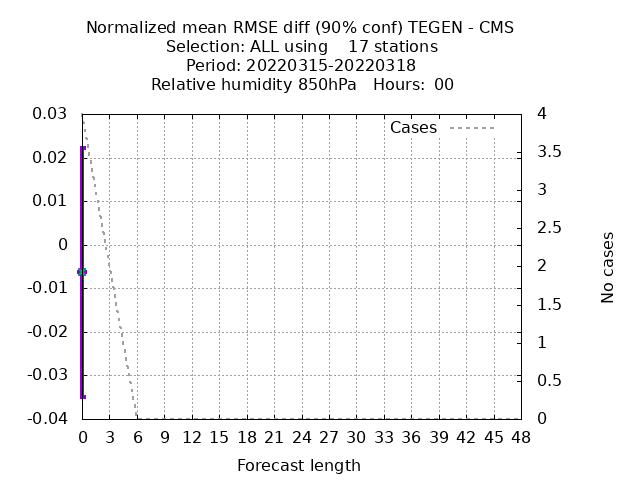 Normalized mean RMSE diff (90% conf) TEGEN - CMS
Selection: ALL using    17 stations
Period: 20220315-20220318
Relative humidity 850hPa   Hours: 00
Cases
0.03
0.02
0.01
0
-0.01
-0.02
-0.03
-0.04
4
3.5
3
2.5
2
1.5
1
0.5
0
No cases
0 3 6 9 12 15 18 21 24 27 30 33 36 39 42 45 48
Forecast length